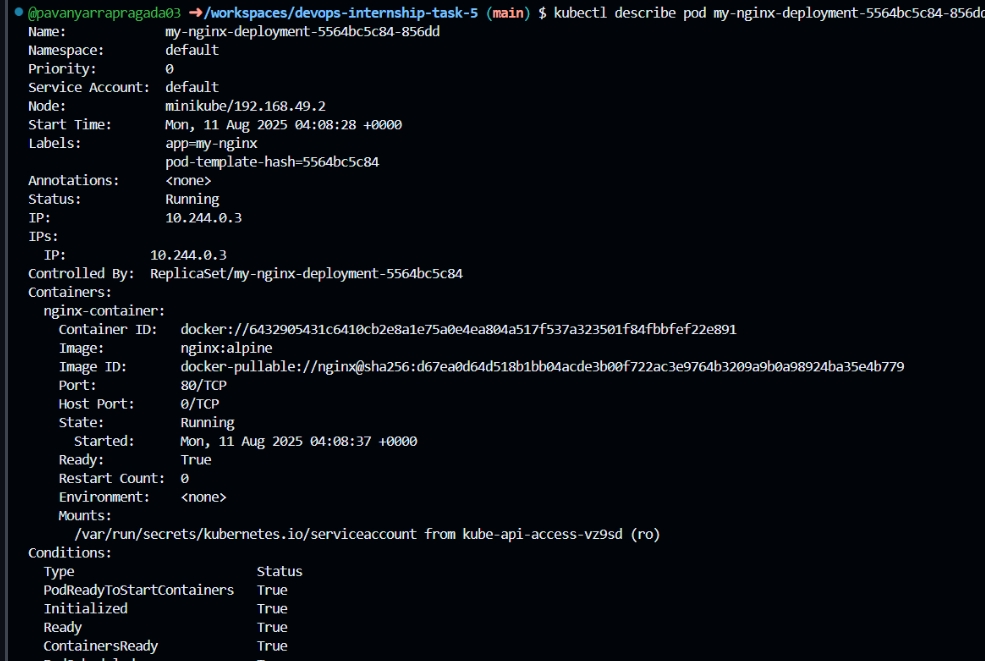 @pavanyarrapragada03 ➜/workspaces/devops-internship-task-5 (main) $ kubectl describe pod my-nginx-deployment-5564bc5c84-856dd
Name: my-nginx-deployment-5564bc5c84-856dd
Namespace: default
Priority: 0
Service Account: default
Node: minikube/192.168.49.2
Start Time: Mon, 11 Aug 2025 04:08:28 +0000
Labels: app=my-nginx
pod-template-hash=5564bc5c84
Annotations: <none>
Status: Running
IP: 10.244.0.3
IPs:
IP: 10.244.0.3
Controlled By: ReplicaSet/my-nginx-deployment-5564bc5c84
Containers:
nginx-container:
Container ID: docker://6432905431c6410cb2e8a1e75a0e4ea804a517f537a323501f84fbbfef22e891
Image: nginx:alpine
Image ID: docker-pullable://nginx@sha256:d67ea0d64d518b1bb04acde3b00f722ac3e9764b3209a9b0a98924ba35e4b779
Port: 80/TCP
Host Port: 0/TCP
State: Running
Started: Mon, 11 Aug 2025 04:08:37 +0000
Ready: True
Restart Count: 0
Environment: <none>
Mounts:
/var/run/secrets/kubernetes.io/serviceaccount from kube-api-access-vz9sd (ro)
Conditions:
Type Status
PodReadyToStartContainers True
Initialized True
Ready True
ContainersReady True